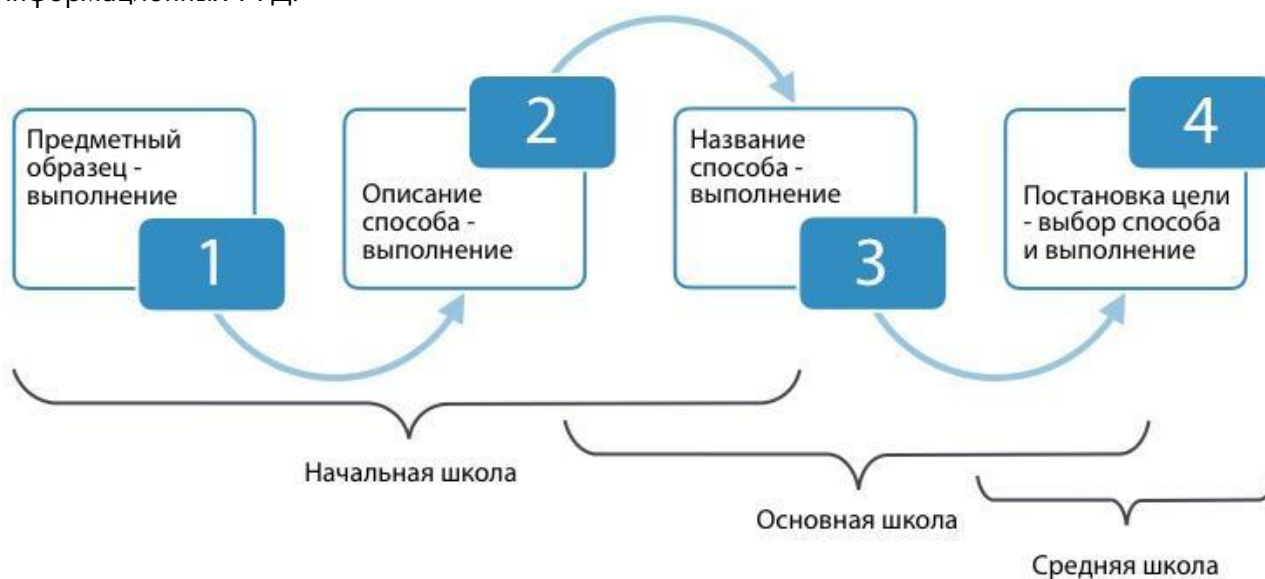 Предметный
образец -
выполнение
1
2
Описание
способа -
выполнение
Название
способа -
выполнение
3
4
Постановка цели
- выбор способа
и выполнение
Начальная школа
Основная школа
Средняя школа